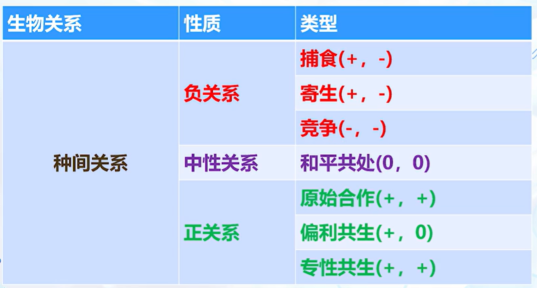 生物关系 性质 类型
捕食(+，-)
负关系 寄生(+，-)
竞争(-，-)
种间关系 中性关系 和平共处(0，0)
原始合作(+，+)
正关系 偏利共生(+，0)
专性共生(+，+)